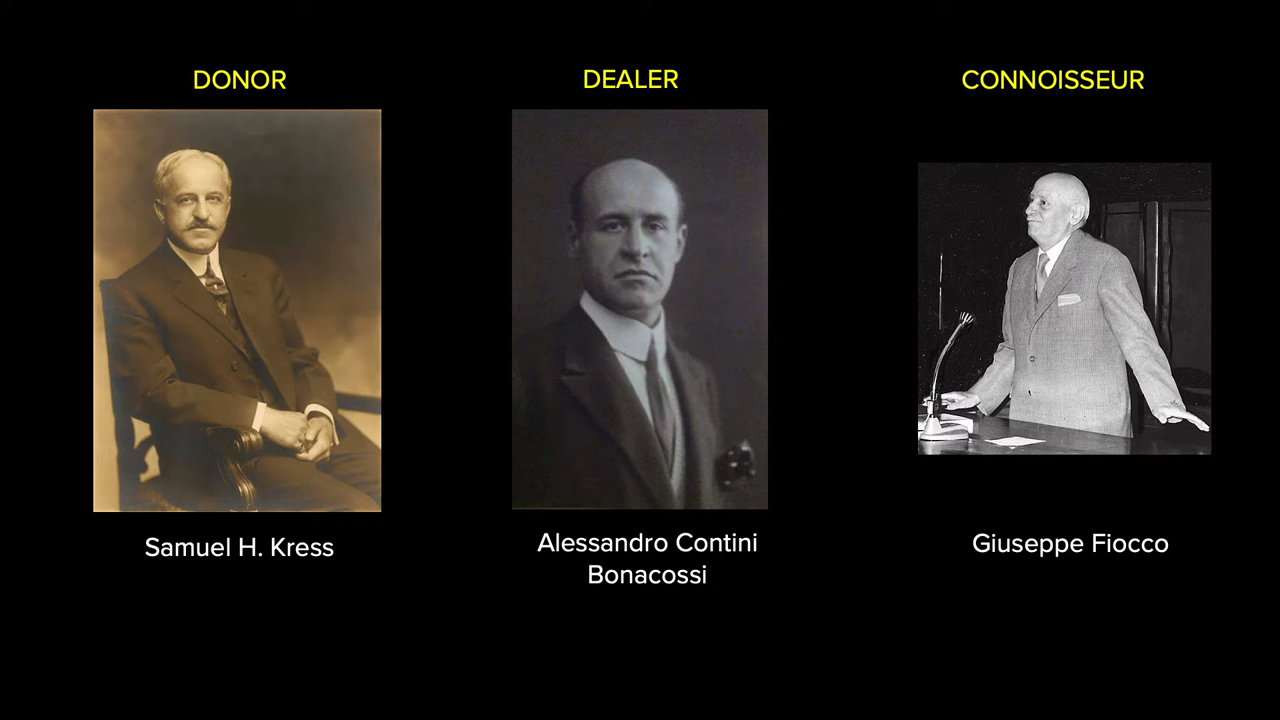 DONOR
DEALER
CONNOISSEUR
Samuel H. Kress
Alessandro Contini
Bonacossi
Giuseppe Fiocco